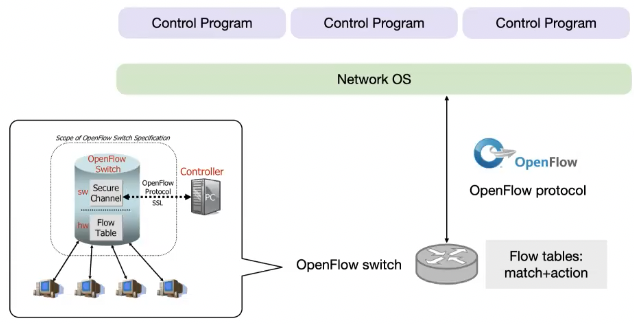 Control Program
Control Program
Control Program
Network OS
Scope of OpenFlow Switch Specification
OpenFlow
Switch
sw
Secure
Channel
hw
Flow
Table
OpenFlow
Protocol
SSL
Controller
PC
OpenFlow
OpenFlow protocol
OpenFlow switch
Flow tables:
match+action